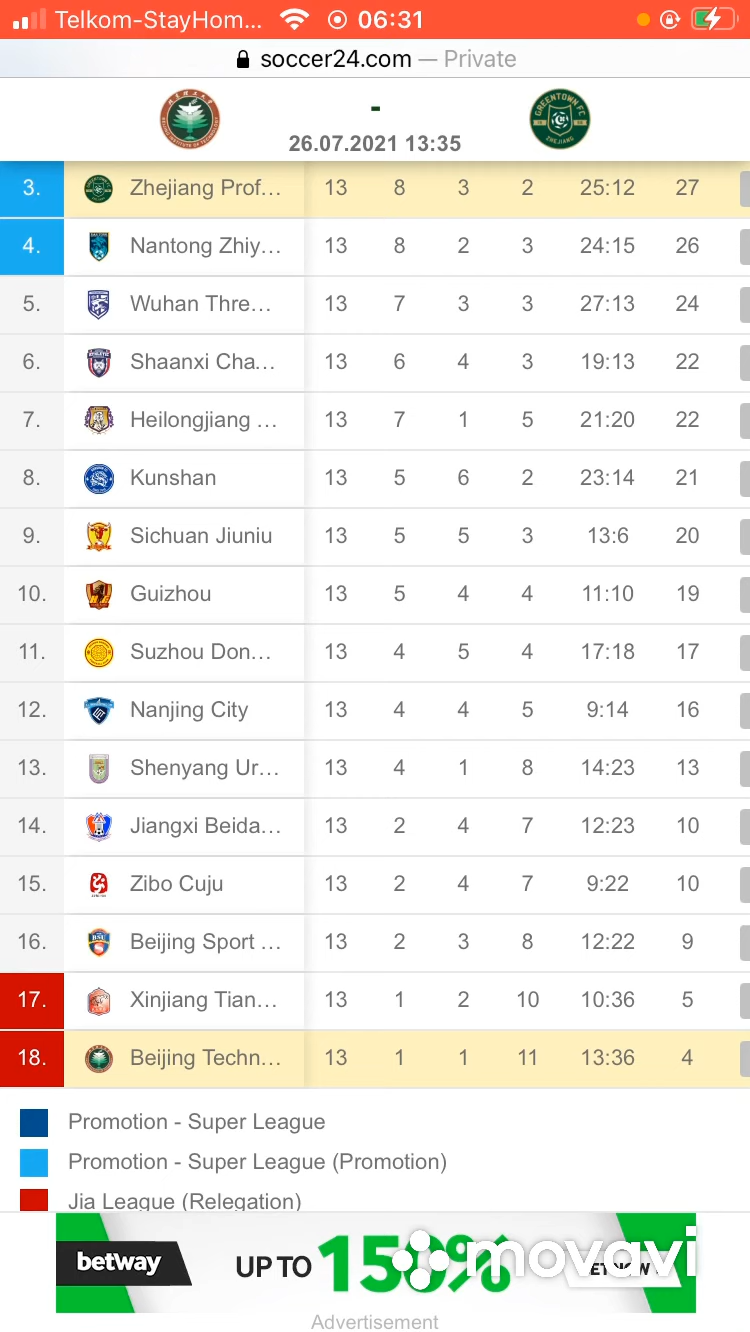 Telkom-StayHom... 06:31
soccer24.com — Private
-
26.07.2021 13:35
3. Zhejiang Prof... 13 8 3 2 25:12 27
4. Nantong Zhiy... 13 8 2 3 24:15 26
5. Wuhan Thre... 13 7 3 3 27:13 24
6. Shaanxi Cha... 13 6 4 3 19:13 22
7. Heilongjiang ... 13 7 1 5 21:20 22
8. Kunshan 13 5 6 2 23:14 21
9. Sichuan Jiuniu 13 5 5 3 13:6 20
10. Guizhou 13 5 4 4 11:10 19
11. Suzhou Don... 13 4 5 4 17:18 17
12. Nanjing City 13 4 4 5 9:14 16
13. Shenyang Ur... 13 4 1 8 14:23 13
14. Jiangxi Beida... 13 2 4 7 12:23 10
15. Zibo Cuju 13 2 4 7 9:22 10
16. Beijing Sport ... 13 2 3 8 12:22 9
17. Xinjiang Tian... 13 1 2 10 10:36 5
18. Beijing Techn... 13 1 1 11 13:36 4
Promotion - Super League
Promotion - Super League (Promotion)
Jia League (Relegation)
betway UP TO 150%
movavi
Advertisement